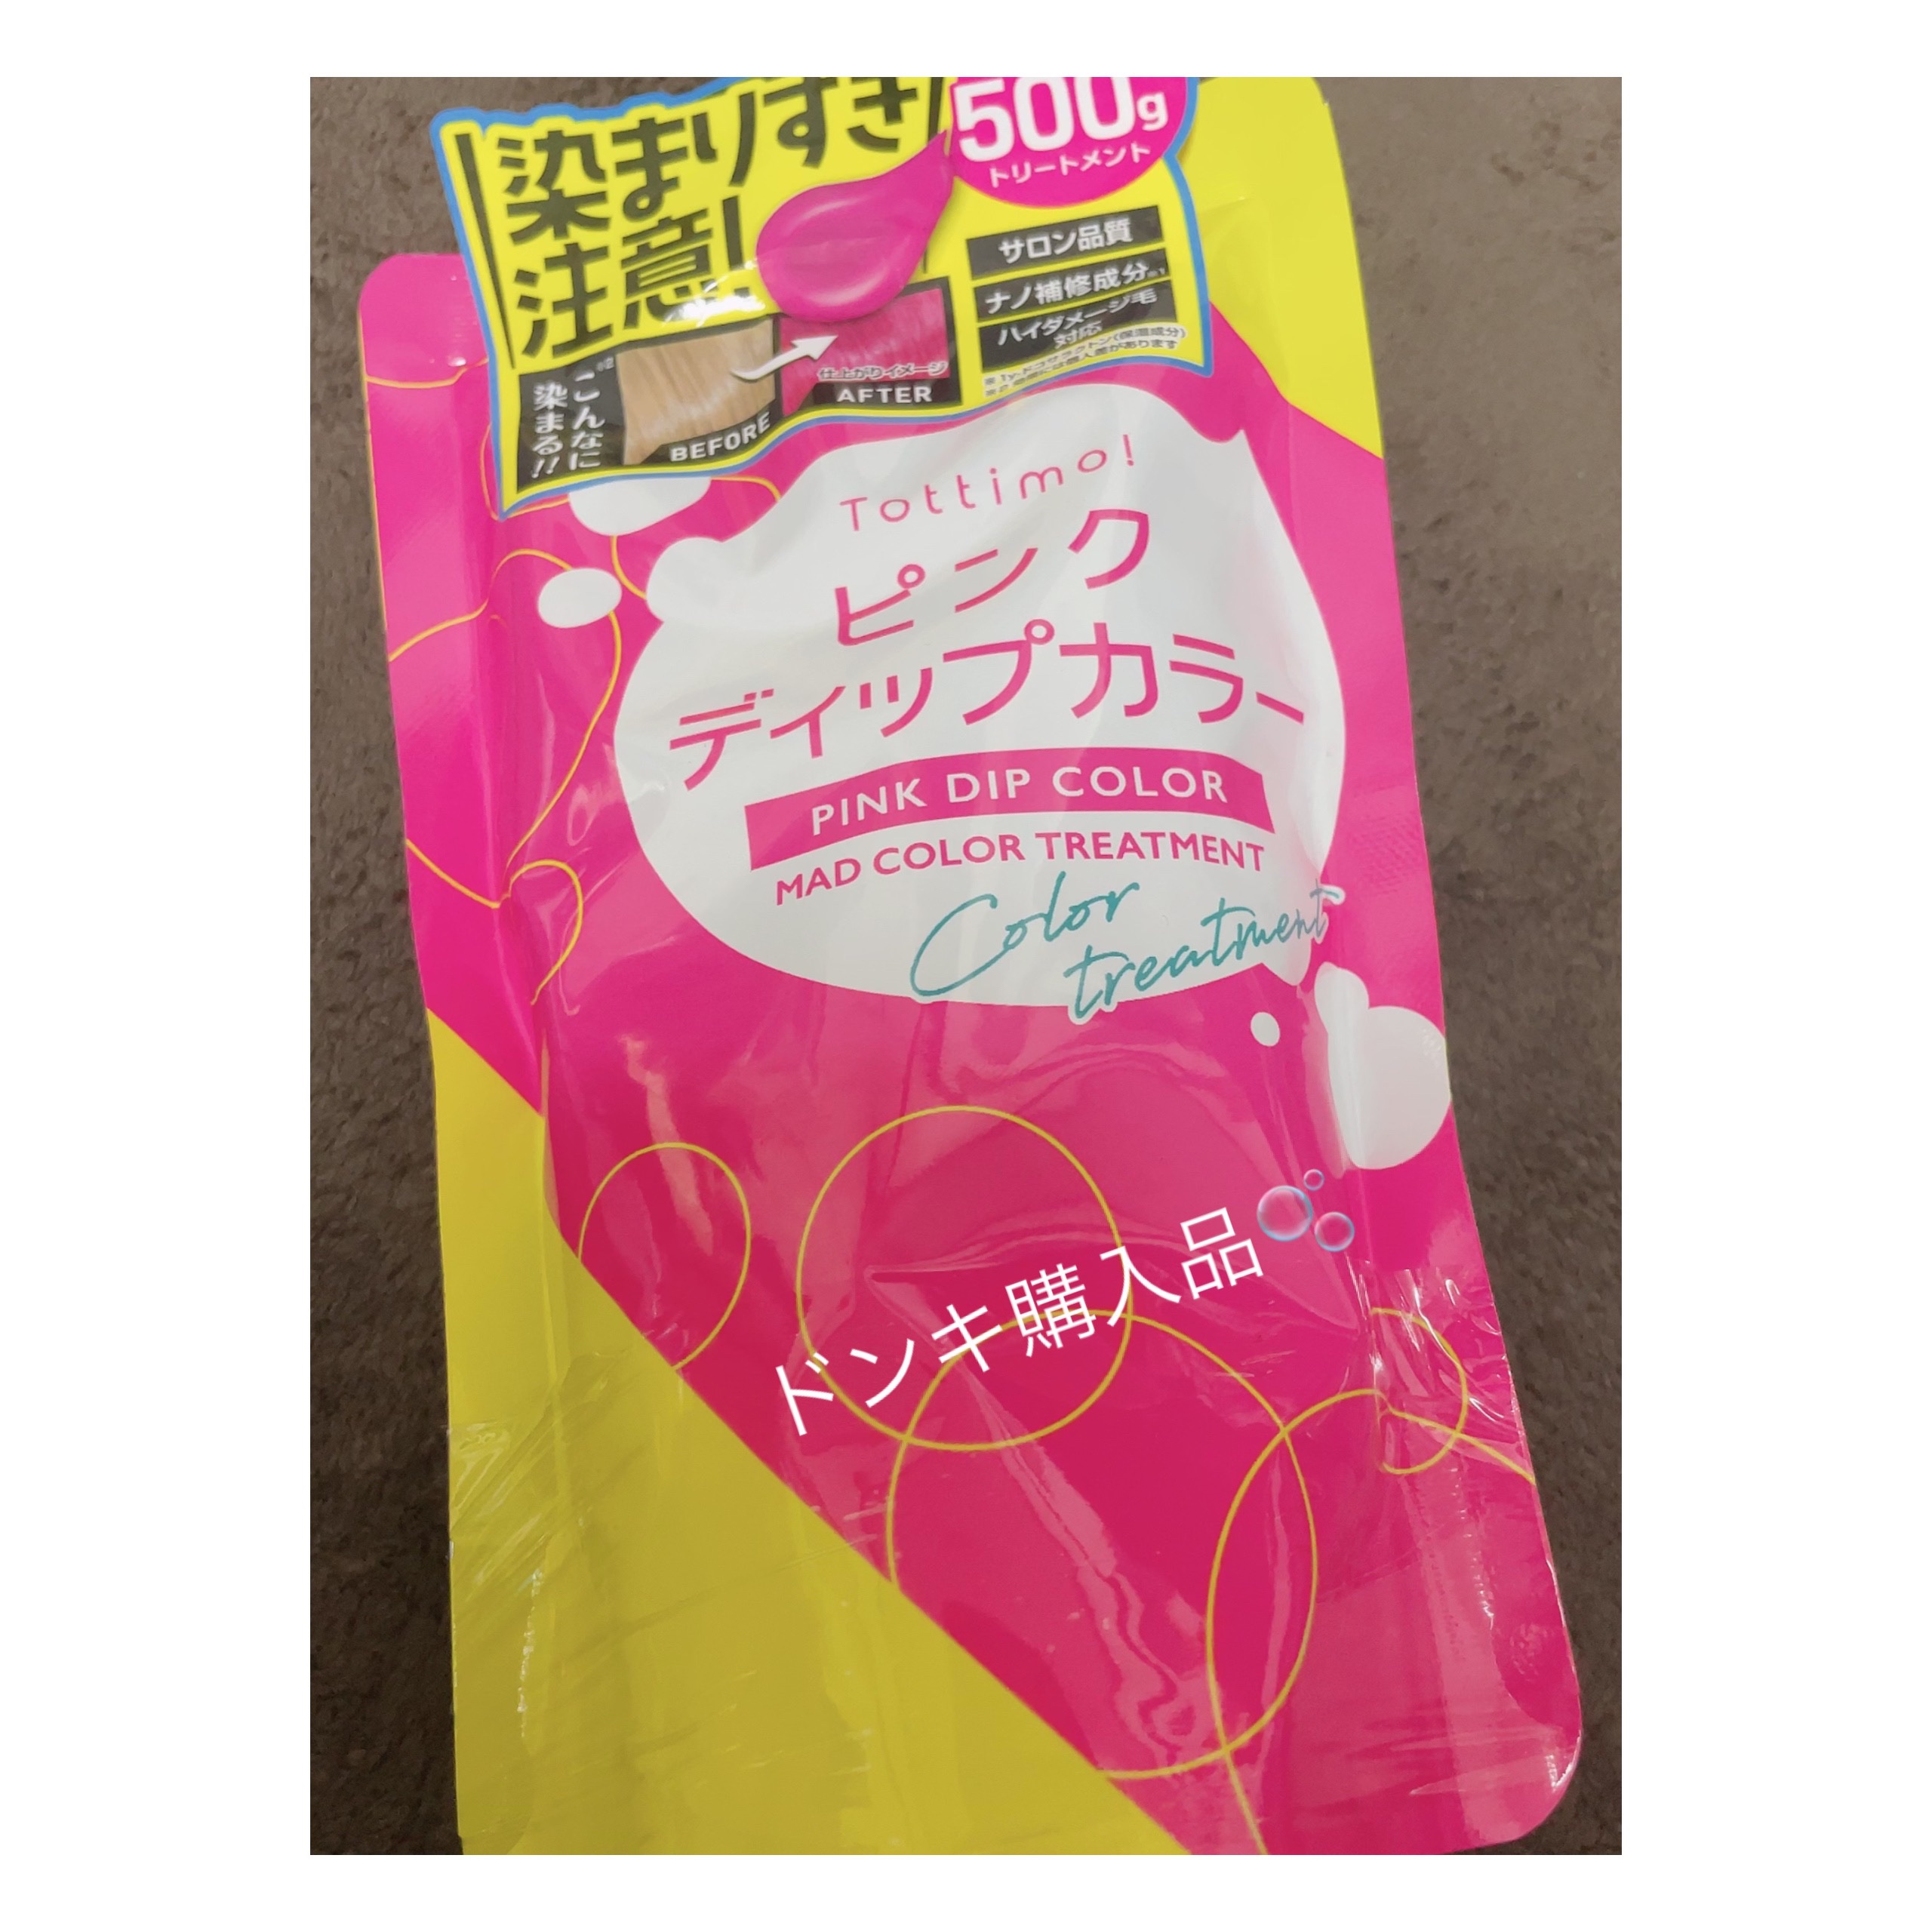 染まりすぎ
注意!
500g
トリートメント
サロン品質
ナノ補修成分※1
ハイダメージ毛
対応
※2
こんなに
染まる!!
BEFORE
仕上がりイメージ
AFTER
Tottimo!
ピンク
ディップカラー
PINK DIP COLOR
MAD COLOR TREATMENT
Color
treatment
ドンキ購入品